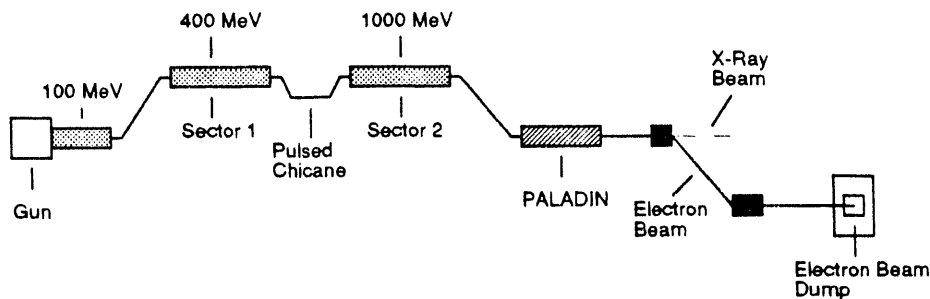 400 MeV
1000 MeV
X-Ray
Beam
100 MeV
Sector 1
Sector 2
Pulsed
Chicane
PALADIN
Gun
Electron
Beam
Electron Beam
Dump